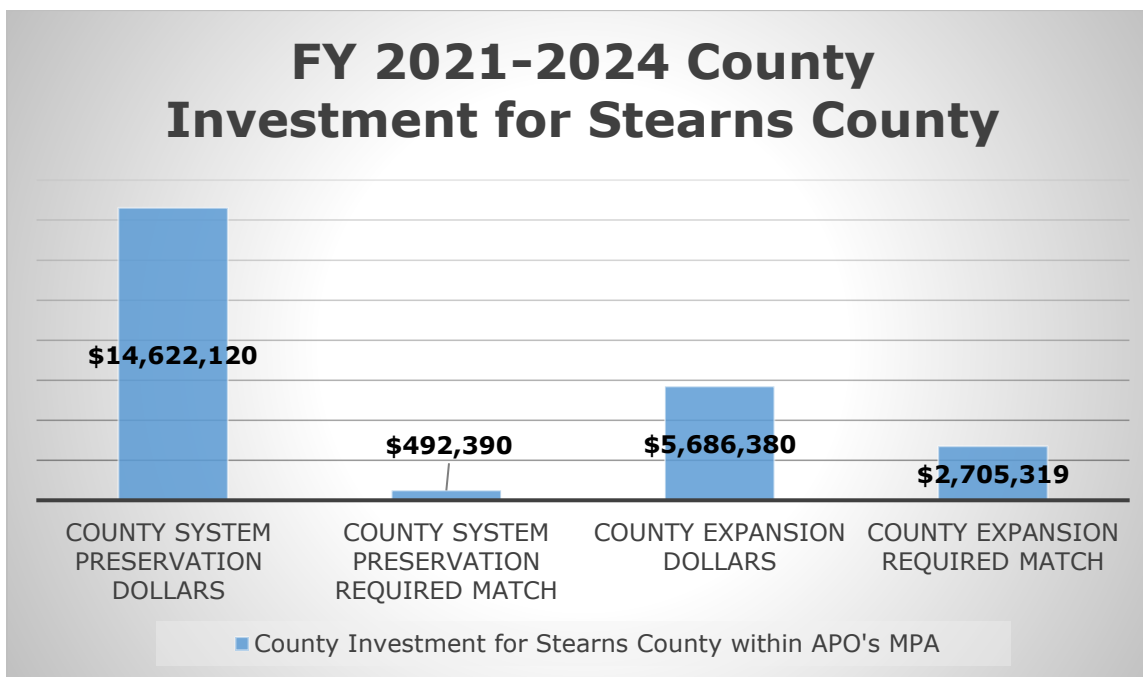 FY 2021-2024 County
Investment for Stearns County
$14,622,120
$492,390
$5,686,380
$2,705,319
COUNTY SYSTEM
PRESERVATION
DOLLARS
COUNTY SYSTEM
PRESERVATION
REQUIRED MATCH
COUNTY EXPANSION
DOLLARS
COUNTY EXPANSION
REQUIRED MATCH
County Investment for Stearns County within APO's MPA